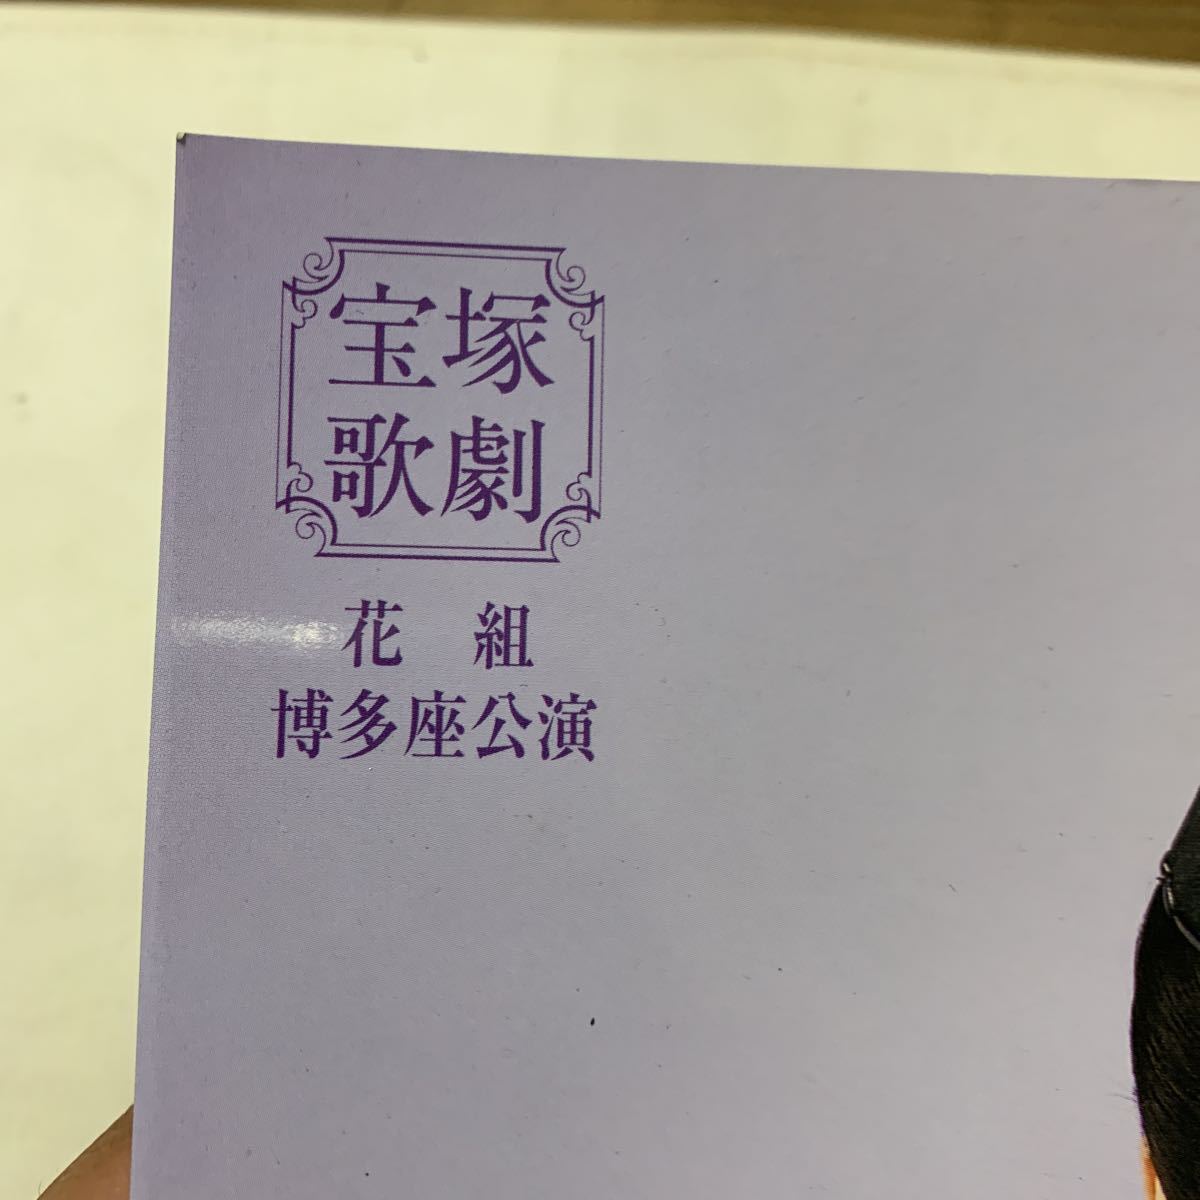 宝塚
歌劇
花 組
博多座公演